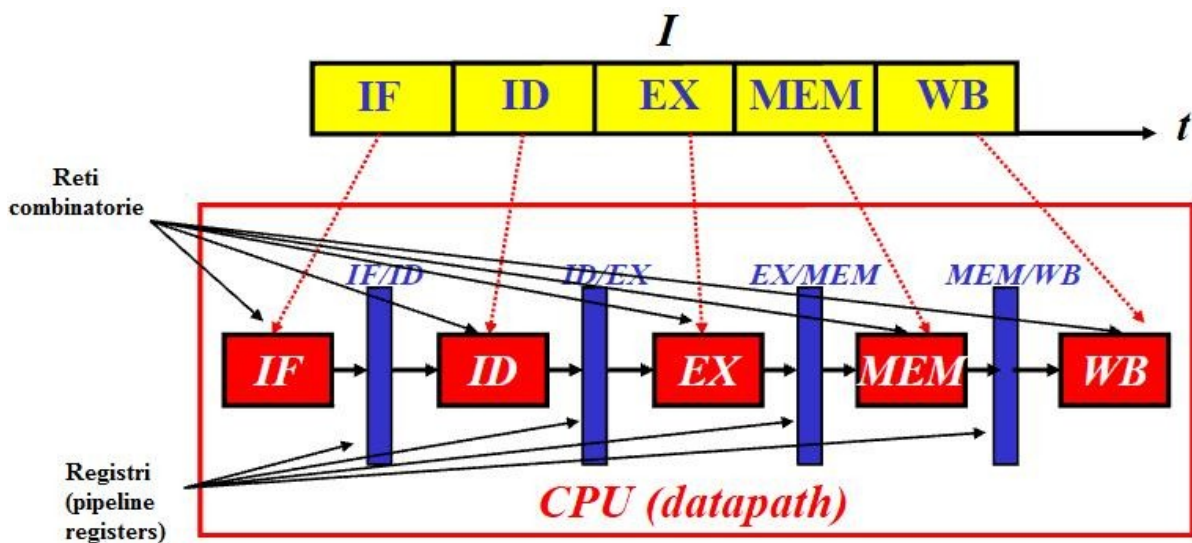 I
IF ID EX MEM WB
t
Reti
combinatorie
IF/ID ID/EX EX/MEM MEM/WB
IF ID EX MEM WB
Registri
(pipeline
registers)
CPU (datapath)